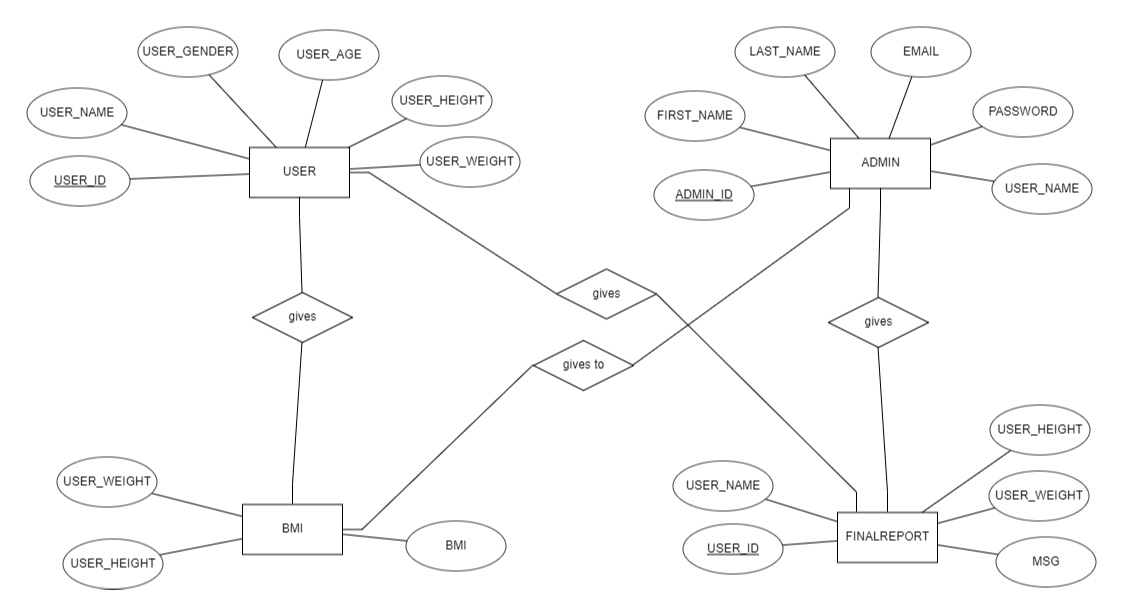 USER_GENDER
USER_AGE
USER_NAME
USER_HEIGHT
USER_WEIGHT
USER_ID
USER
LAST_NAME
EMAIL
FIRST_NAME
PASSWORD
ADMIN
ADMIN_ID
USER_NAME
gives
gives
gives
gives to
USER_WEIGHT
BMI
USER_HEIGHT
BMI
USER_HEIGHT
USER_NAME
USER_WEIGHT
FINALREPORT
USER_ID
MSG